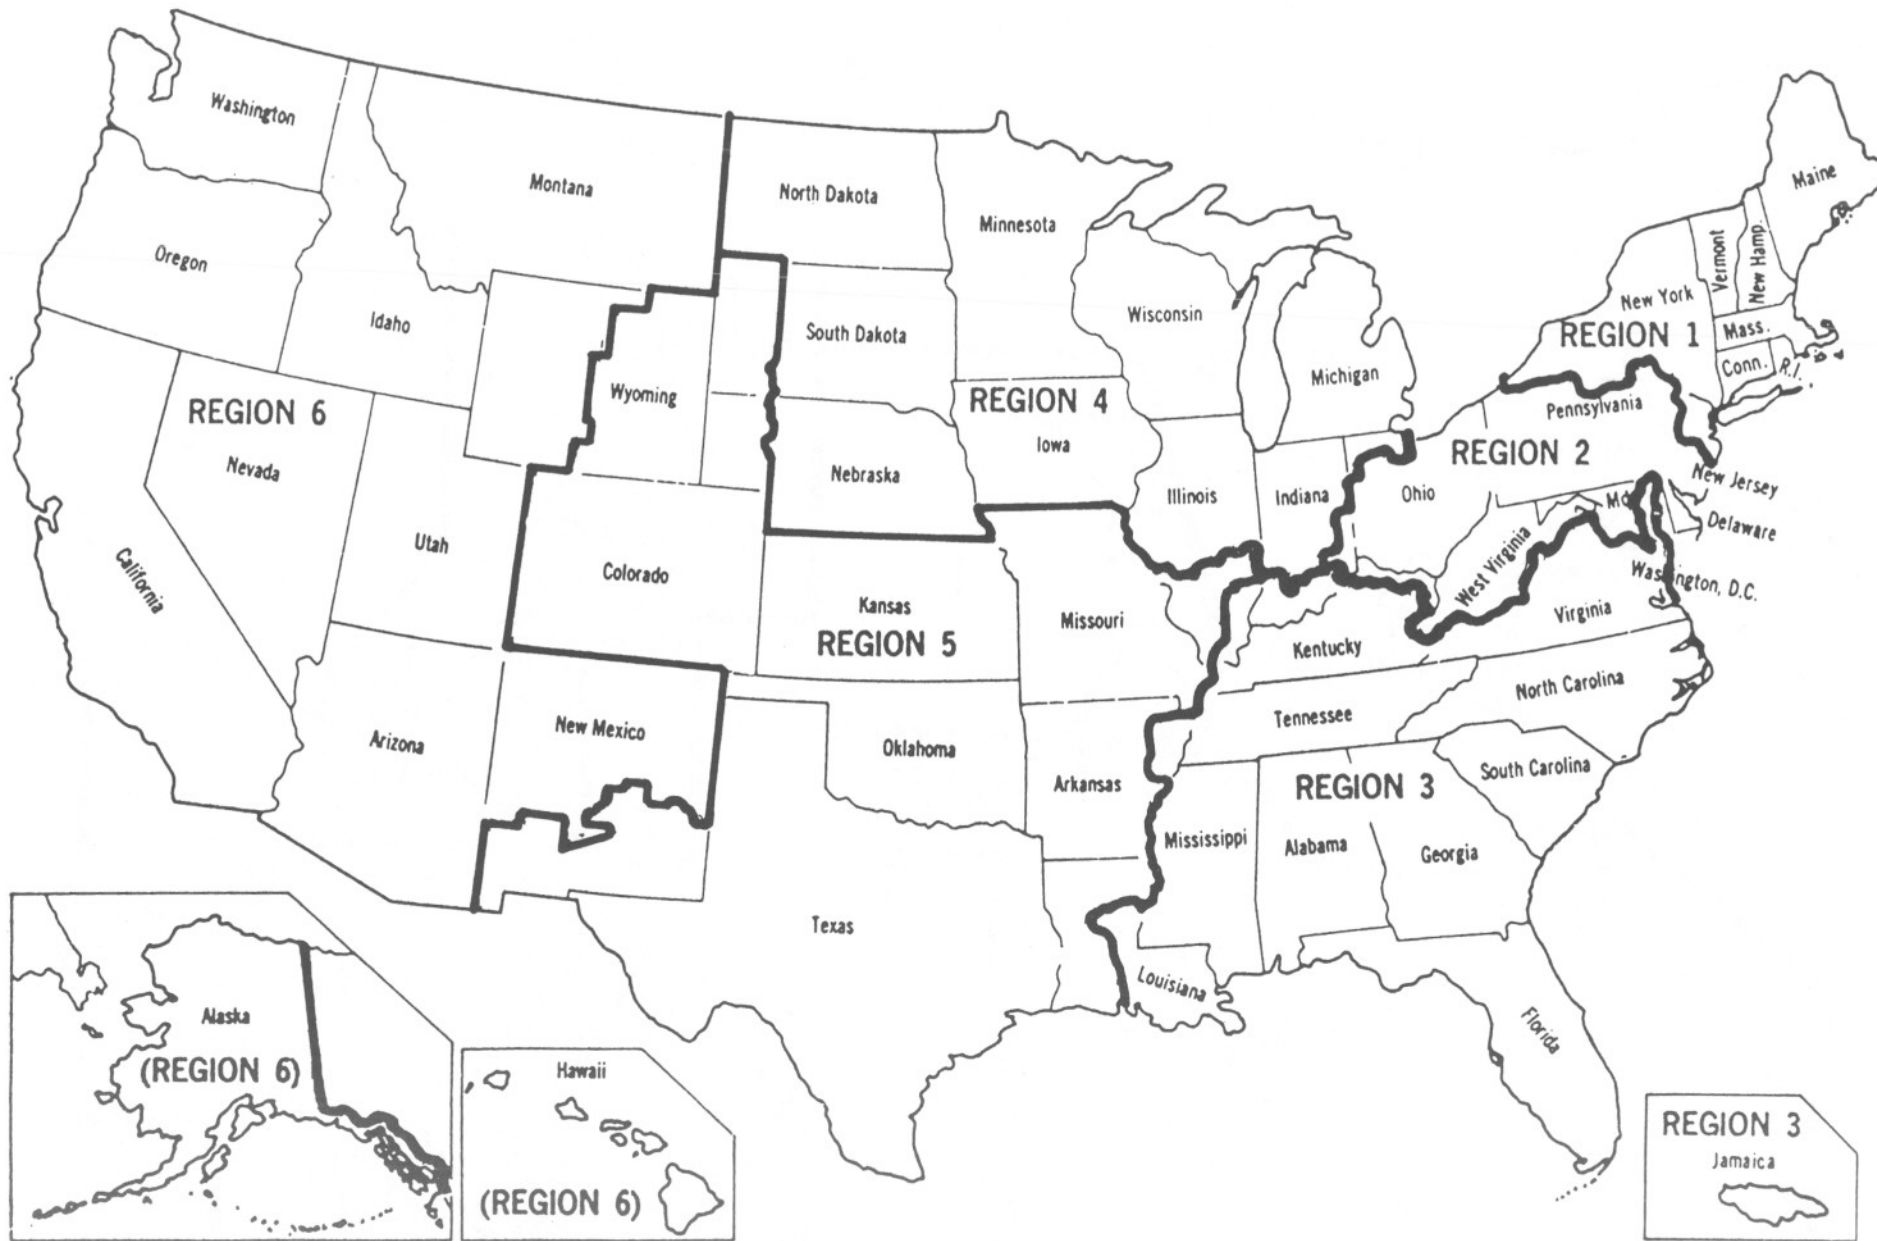 Washington
Montana
North Dakota
Minnesota
Maine
Oregon
Idaho
Wyoming
South Dakota
Wisconsin
Michigan
New York
Vermont
New Hamp.
REGION 1
Mass.
Conn.
R.I.
REGION 6
Nevada
REGION 4
Iowa
Nebraska
Illinois
Indiana
Pennsylvania
REGION 2
Ohio
New Jersey
Md
Delaware
West Virginia
Washington, D.C.
Virginia
California
Utah
Colorado
Kansas
REGION 5
Missouri
Kentucky
North Carolina
Tennessee
South Carolina
Arizona
New Mexico
Oklahoma
Arkansas
REGION 3
Mississippi
Alabama
Georgia
Texas
Louisiana
Florida
Alaska
(REGION 6)
Hawaii
(REGION 6)
REGION 3
Jamaica